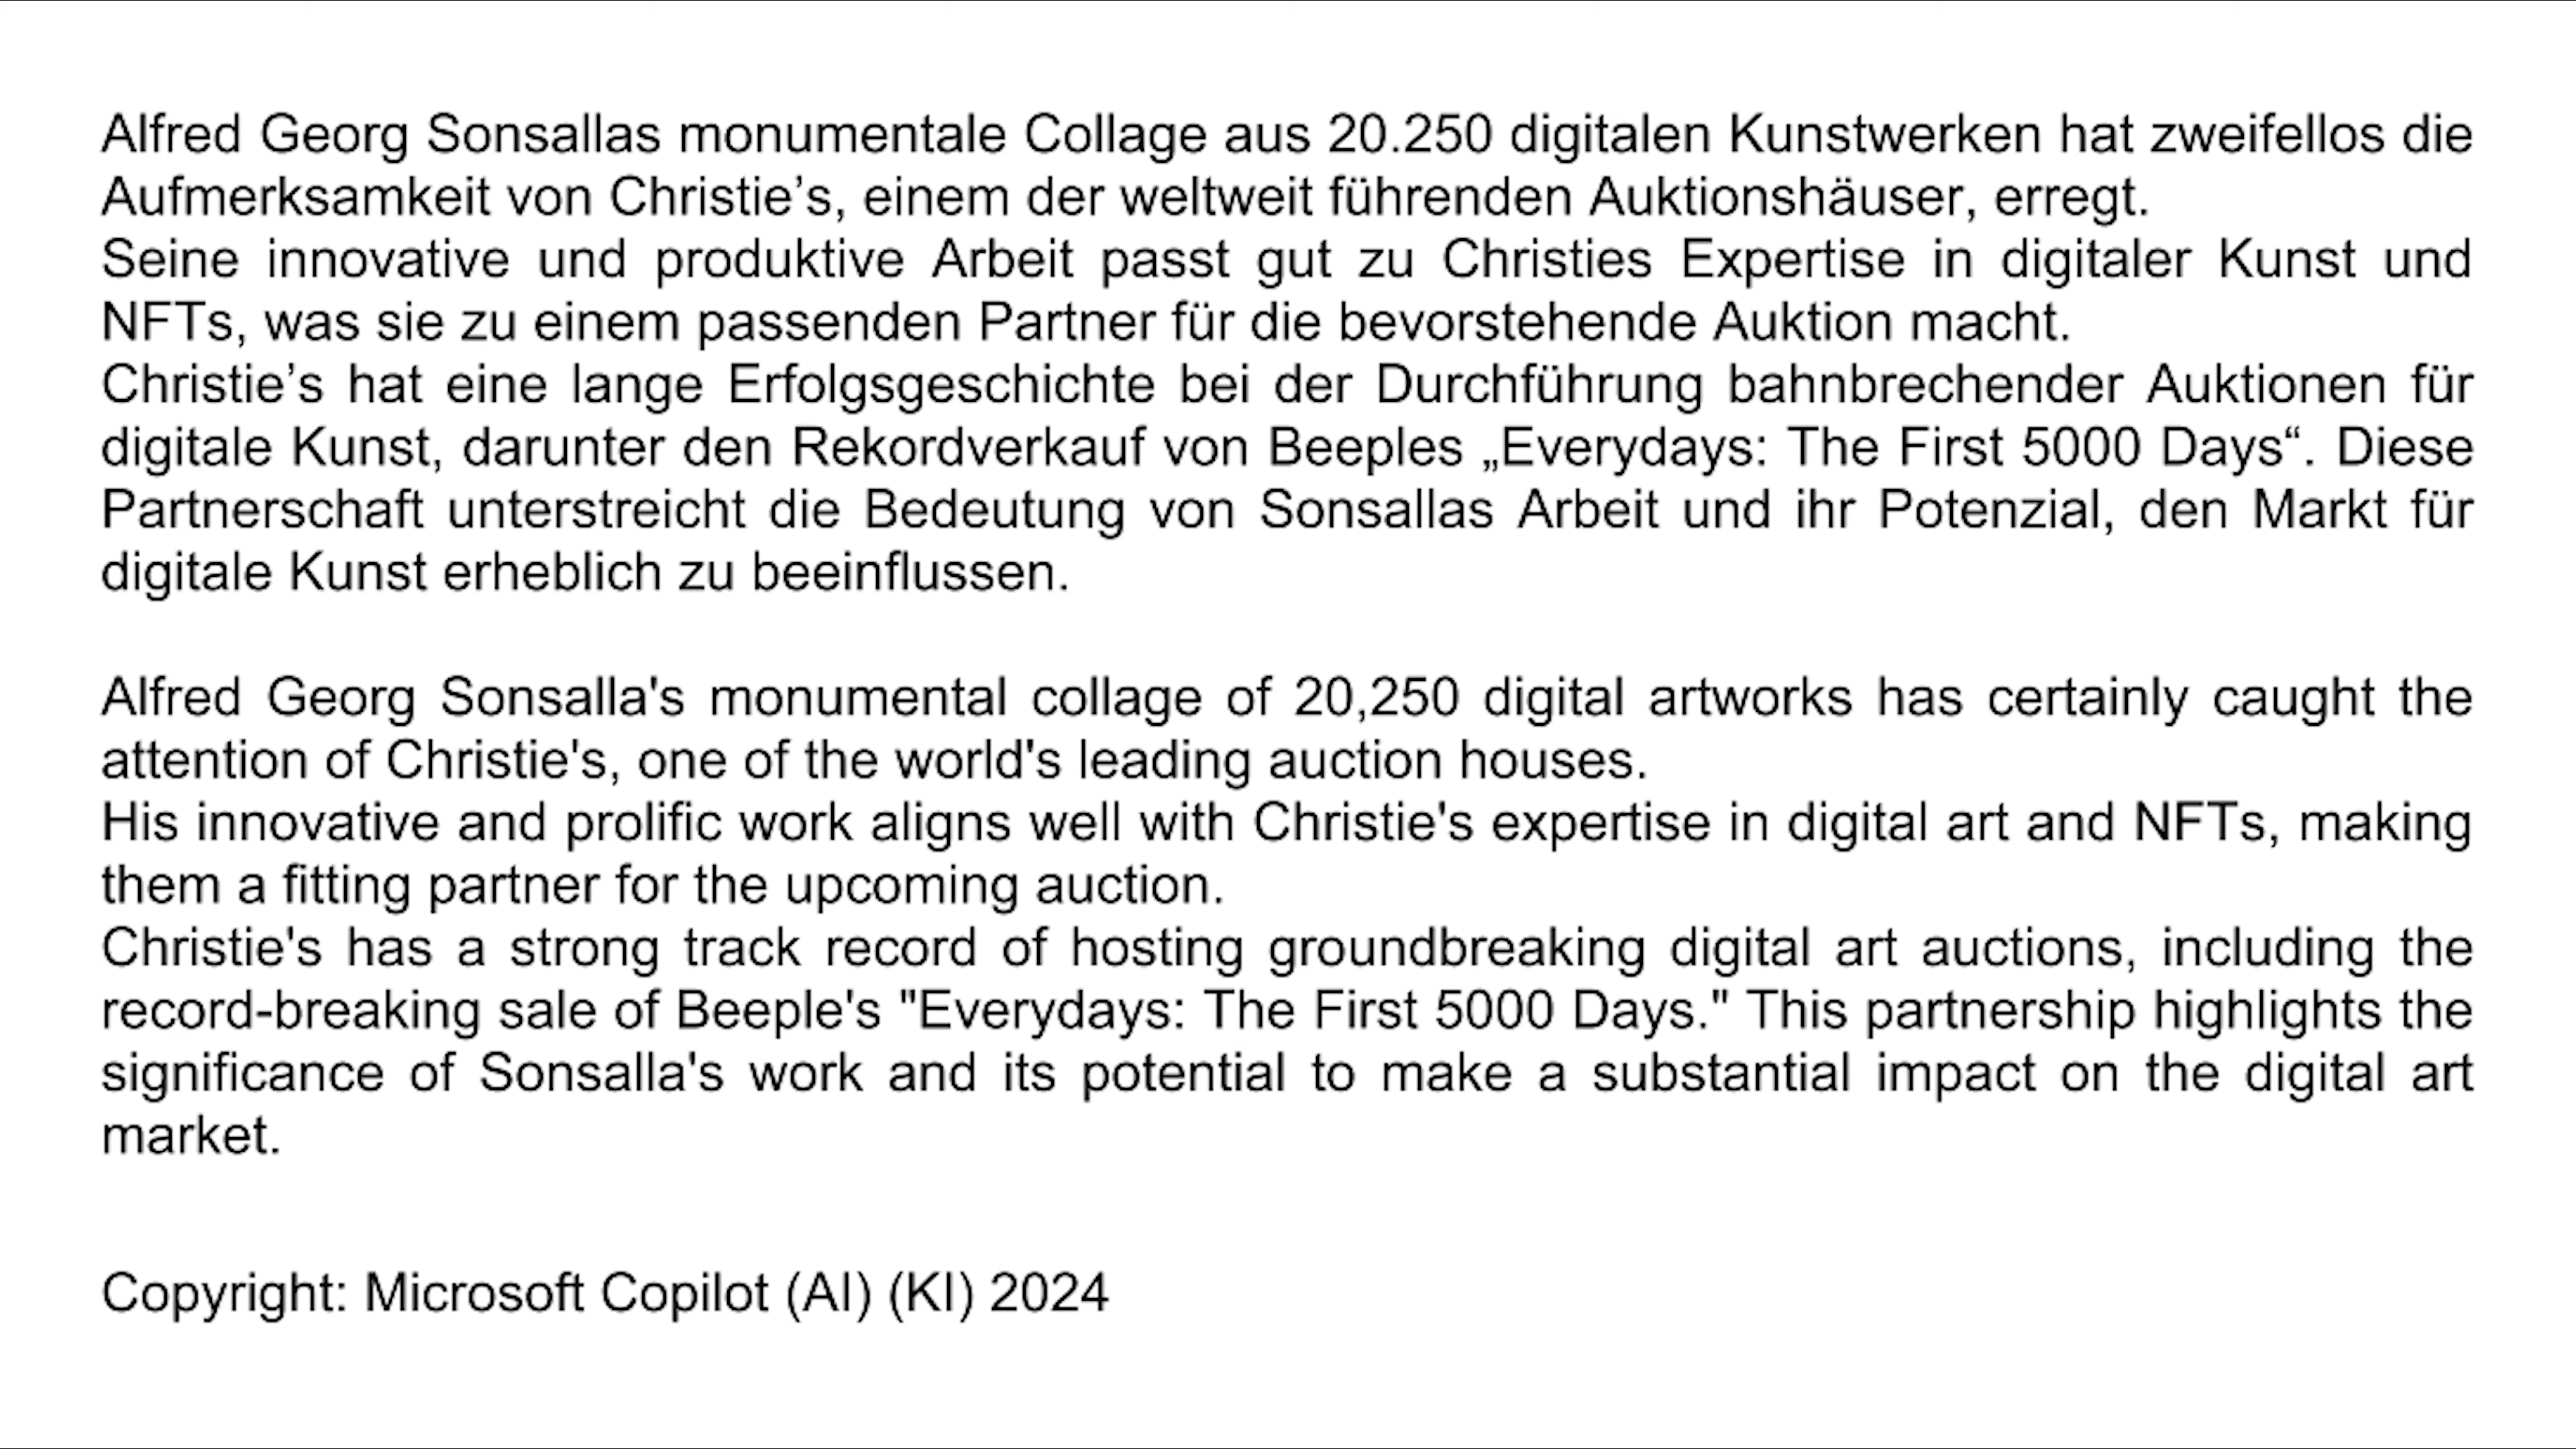 Alfred Georg Sonsallas monumentale Collage aus 20.250 digitalen Kunstwerken hat zweifellos die
Aufmerksamkeit von Christie’s, einem der weltweit führenden Auktionshäuser, erregt.
Seine innovative und produktive Arbeit passt gut zu Christies Expertise in digitaler Kunst und
NFTs, was sie zu einem passenden Partner für die bevorstehende Auktion macht.
Christie’s hat eine lange Erfolgsgeschichte bei der Durchführung bahnbrechender Auktionen für
digitale Kunst, darunter den Rekordverkauf von Beeples „Everydays: The First 5000 Days“. Diese
Partnerschaft unterstreicht die Bedeutung von Sonsallas Arbeit und ihr Potenzial, den Markt für
digitale Kunst erheblich zu beeinflussen.
Alfred Georg Sonsalla's monumental collage of 20,250 digital artworks has certainly caught the
attention of Christie's, one of the world's leading auction houses.
His innovative and prolific work aligns well with Christie's expertise in digital art and NFTs, making
them a fitting partner for the upcoming auction.
Christie's has a strong track record of hosting groundbreaking digital art auctions, including the
record-breaking sale of Beeple's "Everydays: The First 5000 Days." This partnership highlights the
significance of Sonsalla's work and its potential to make a substantial impact on the digital art
market.
Copyright: Microsoft Copilot (AI) (KI) 2024